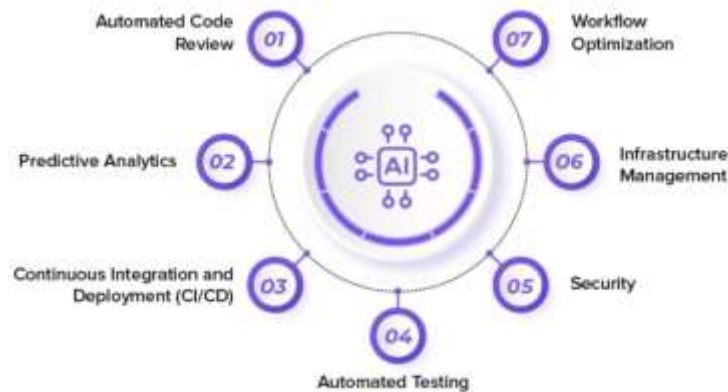 01
Automated Code
Review
02
Predictive Analytics
03
Continuous Integration and
Deployment (CI/CD)
04
Automated Testing
05
Security
06
Infrastructure
Management
07
Workflow
Optimization
AI